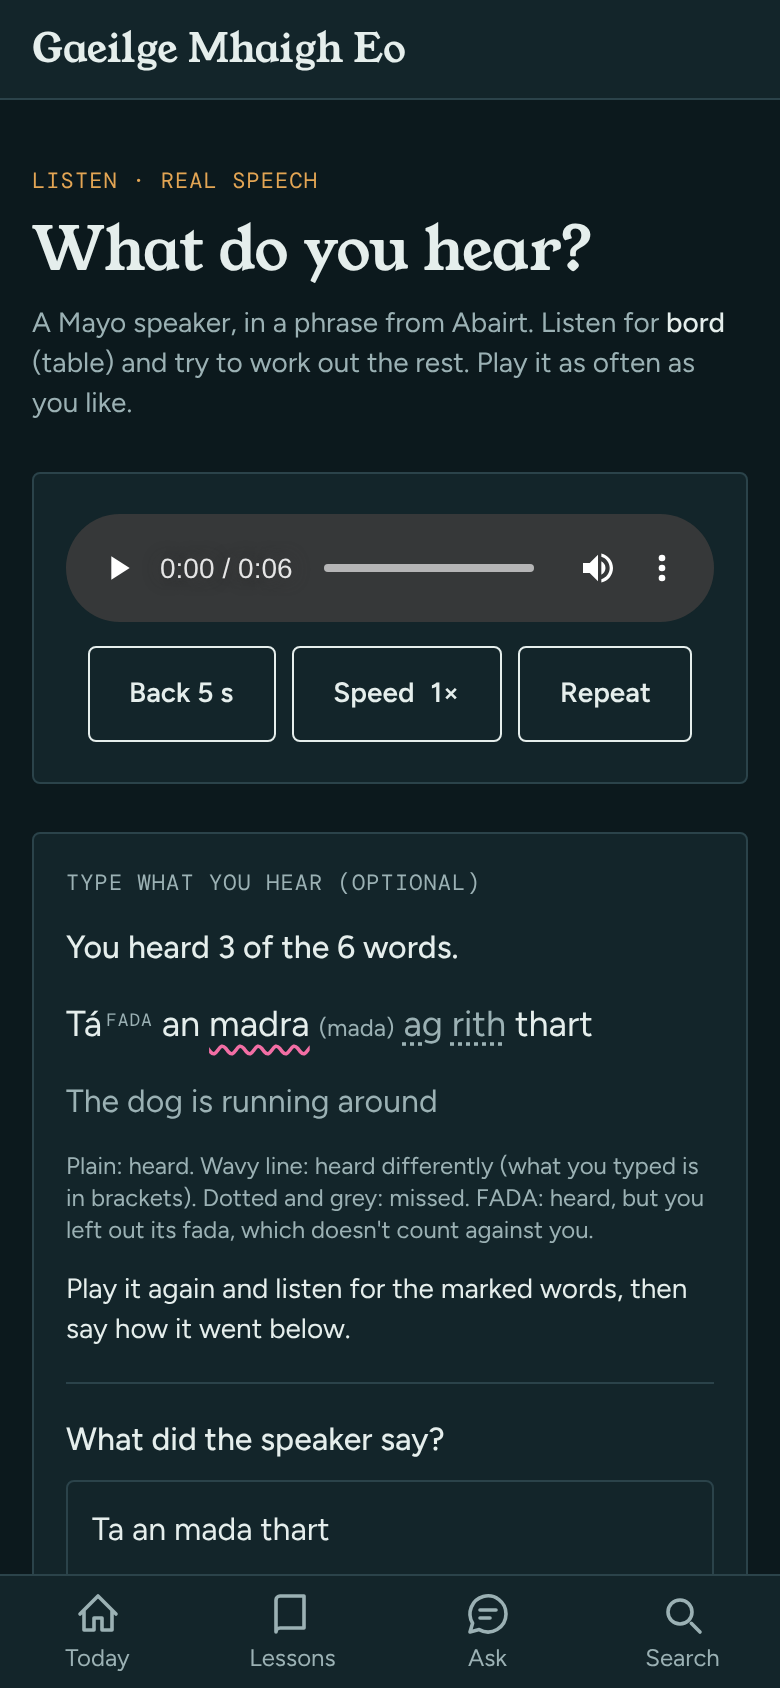 Gaeilge Mhaigh Eo
LISTEN · REAL SPEECH
What do you hear?
A Mayo speaker, in a phrase from Abairt. Listen for bord
(table) and try to work out the rest. Play it as often as
you like.
0:00 / 0:06
Back 5 s
Speed 1×
Repeat
TYPE WHAT YOU HEAR (OPTIONAL)
You heard 3 of the 6 words.
Tá FADA an madra (mada) ag rith thart
The dog is running around
Plain: heard. Wavy line: heard differently (what you typed is
in brackets). Dotted and grey: missed. FADA: heard, but you
left out its fada, which doesn't count against you.
Play it again and listen for the marked words, then
say how it went below.
What did the speaker say?
Ta an mada thart
Today
Lessons
Ask
Search